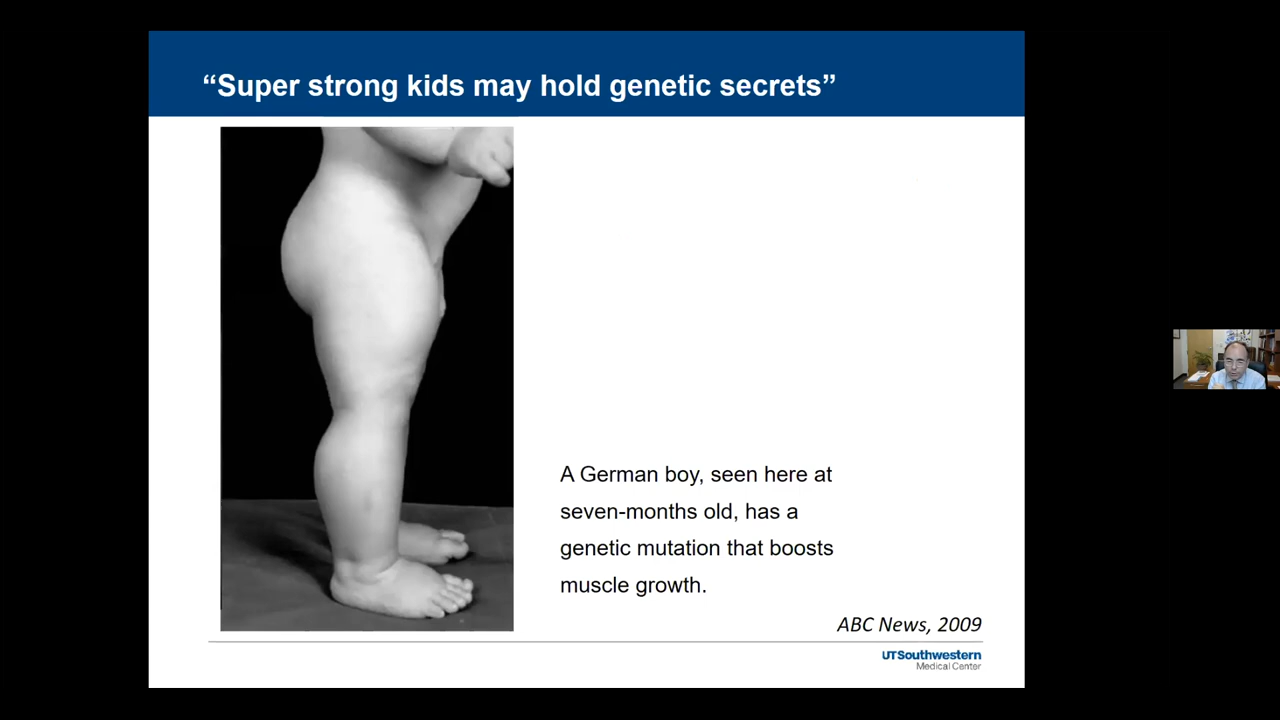 “Super strong kids may hold genetic secrets”
A German boy, seen here at
seven-months old, has a
genetic mutation that boosts
muscle growth.
ABC News, 2009
UTSouthwestern
Medical Center